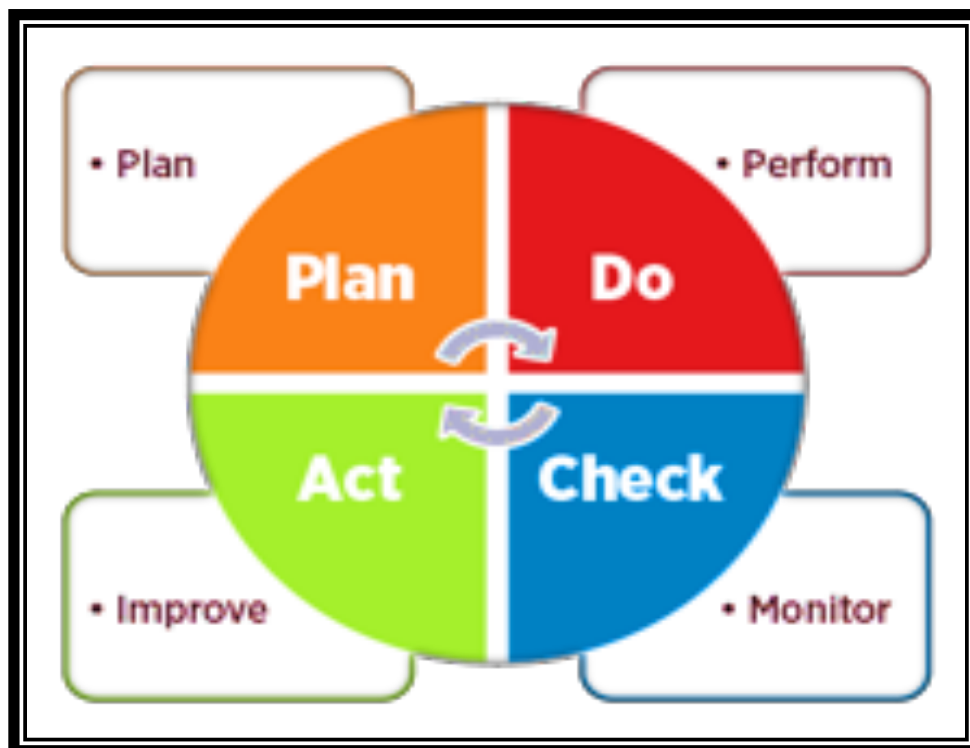 • Plan
• Perform
Plan
Do
Act
Check
• Improve
• Monitor